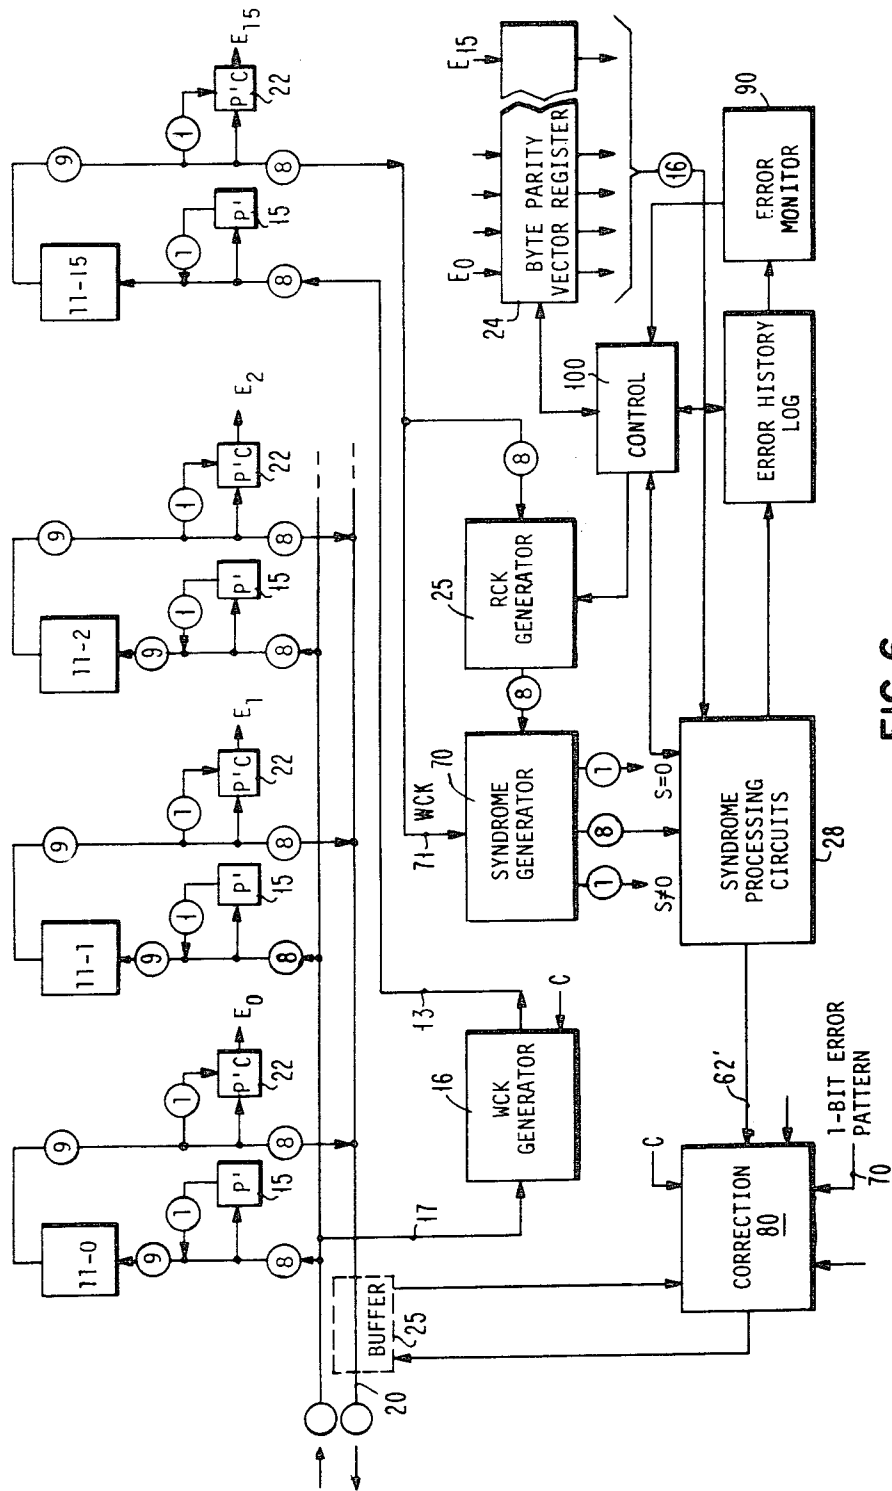 11-0
9
9
1
P'
15
8
1
P'C
22
E0
8
11-1
9
9
1
P'
15
8
1
P'C
22
E1
8
11-2
9
9
1
P'
15
8
1
P'C
22
E2
8
11-15
9
1
P'
15
8
1
P'C
22
E15
8
20
BUFFER
25
17
13
16
WCK
GENERATOR
C
71
WCK
70
SYNDROME
GENERATOR
8
25
RCK
GENERATOR
8
1
8
1
S≠0
S=0
24
E0
E15
BYTE PARITY
VECTOR REGISTER
16
100
CONTROL
C
CORRECTION
80
62'
70
1-BIT ERROR
PATTERN
SYNDROME
PROCESSING
CIRCUITS
28
ERROR HISTORY
LOG
ERROR
MONITOR
90
FIG. 6